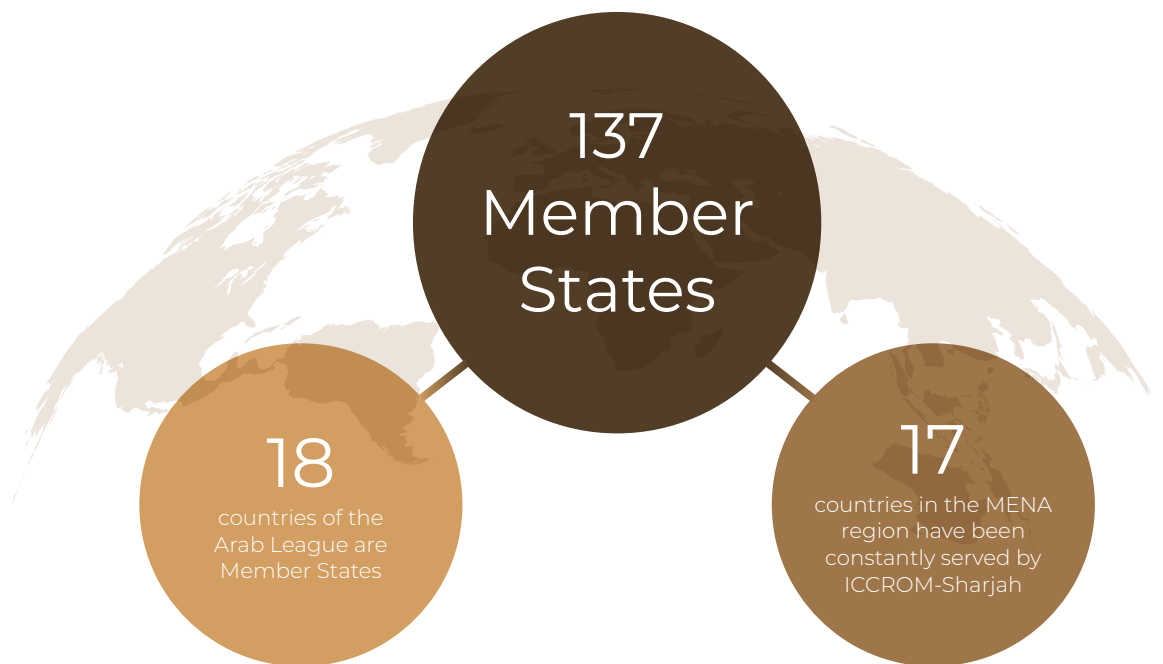 137
Member
States
18
countries of the
Arab League are
Member States
17
countries in the MENA
region have been
constantly served by
ICCROM-Sharjah